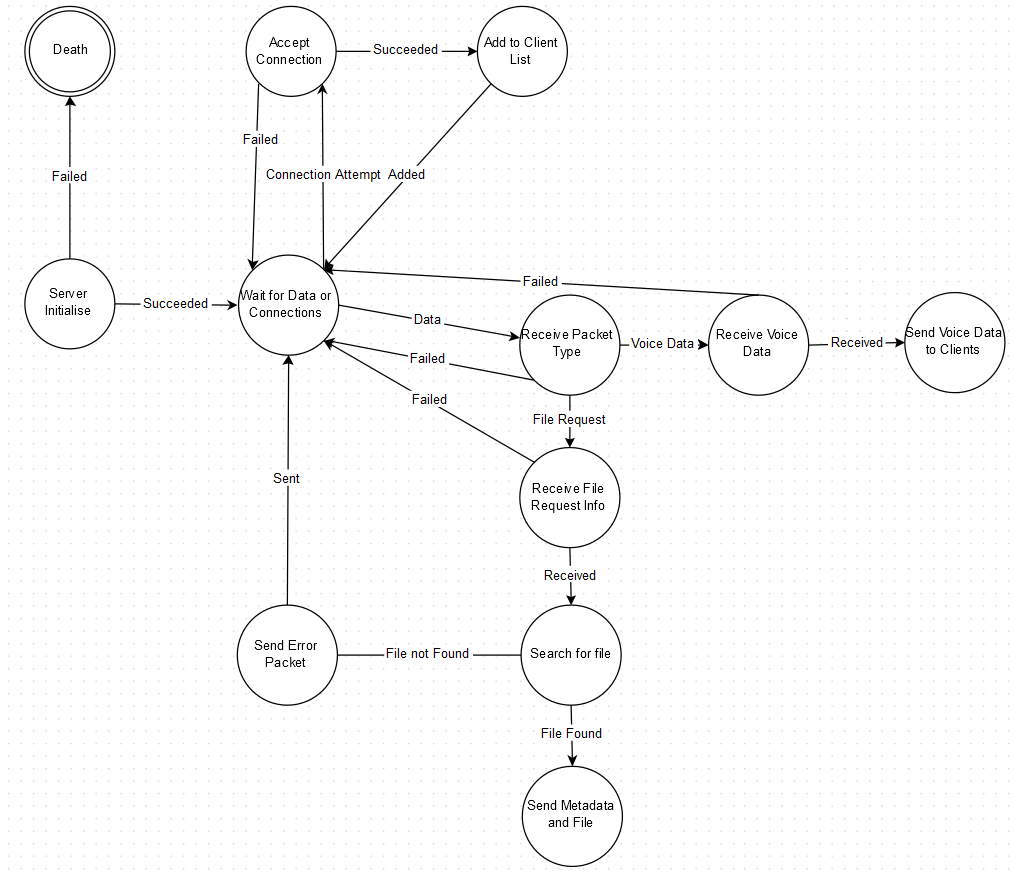 Death
Accept
Connection
Succeeded
Add to Client
List
Failed
Failed
Connection Attempt
Added
Server
Initialise
Succeeded
Wait for Data or
Connections
Failed
Data
Receive Packet
Type
Voice Data
Receive Voice
Data
Received
Send Voice Data
to Clients
Failed
Failed
File Request
Sent
Receive File
Request Info
Received
Send Error
Packet
File not Found
Search for file
File Found
Send Metadata
and File